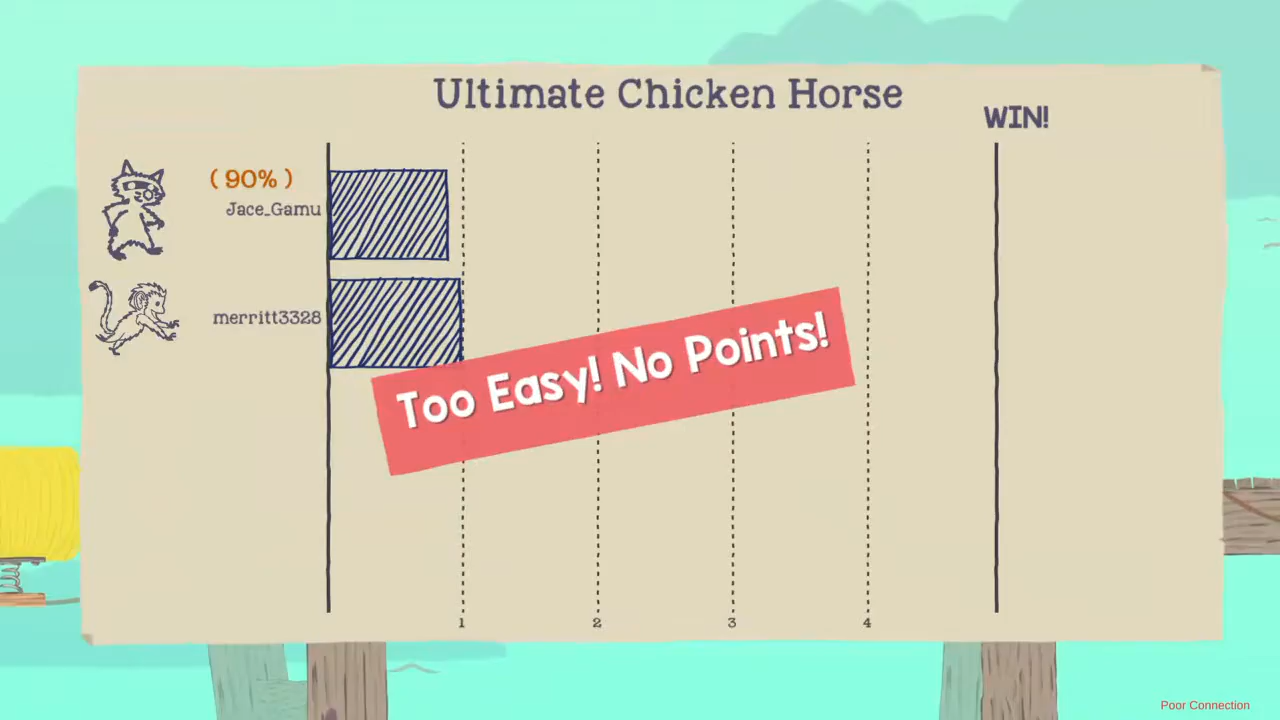 Ultimate Chicken Horse
WIN!
( 90% )
Jace_Gamu
merritt3328
Too Easy! No Points!
1 2 3 4
Poor Connection